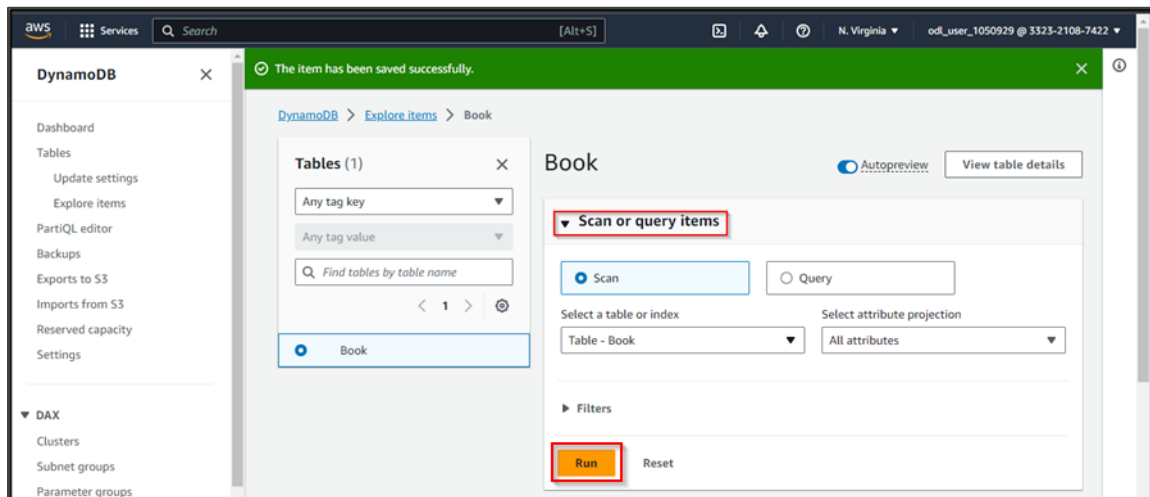 aws Services Search [Alt+S] N. Virginia odl_user_1050929 @ 3323-2108-7422
DynamoDB
Dashboard
Tables
Update settings
Explore items
PartiQL editor
Backups
Exports to S3
Imports from S3
Reserved capacity
Settings
DAX
Clusters
Subnet groups
Parameter groups
The item has been saved successfully.
DynamoDB > Explore items > Book
Tables (1)
Any tag key
Any tag value
Find tables by table name
1
Book
Book
Autopreview
View table details
Scan or query items
Scan
Query
Select a table or index
Table - Book
Select attribute projection
All attributes
Filters
Run
Reset